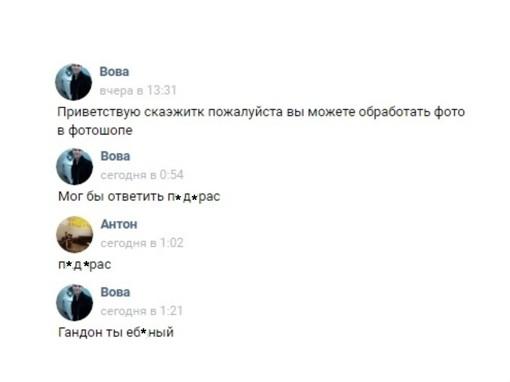 Вова
вчера в 13:31
Приветствую скаэжитк пожалуйста вы можете обработать фото
в фотошопе
Вова
сегодня в 0:54
Мог бы ответить п*д*рас
Антон
сегодня в 1:02
п*д*рас
Вова
сегодня в 1:21
Гандон ты еб*ный